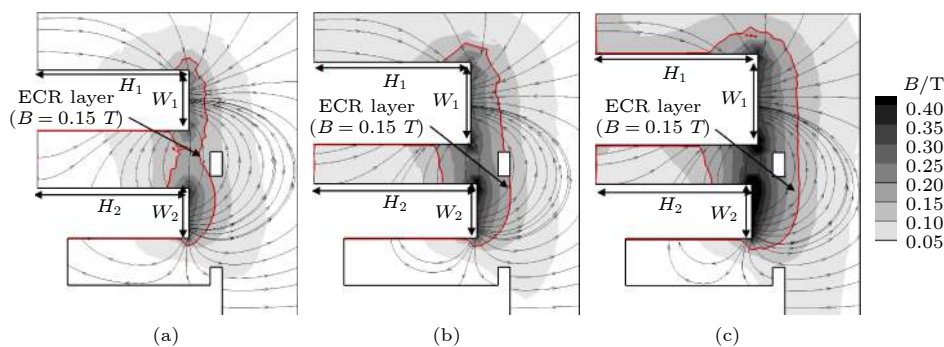 H1
ECR layer
(B = 0.15 T)
W1
H2
W2
(a)
H1
W1
ECR layer
(B = 0.15 T)
H2
W2
(b)
H1
W1
ECR layer
(B = 0.15 T)
H2
W2
(c)
B/T
0.40
0.35
0.30
0.25
0.20
0.15
0.10
0.05